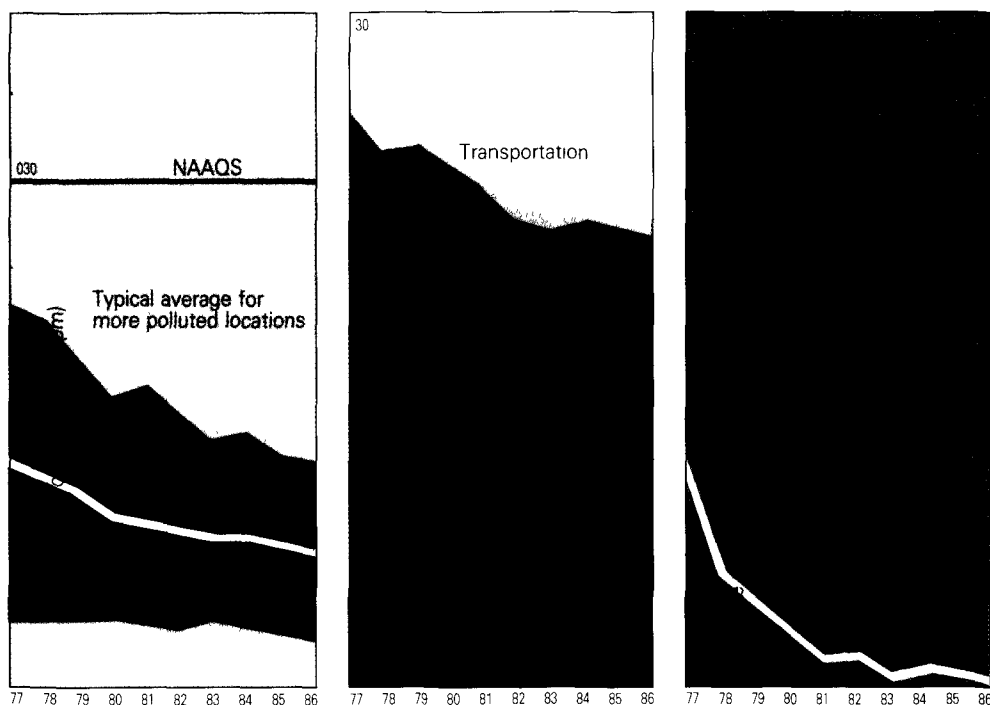 30
Transportation
030 NAAQS
Typical average for
more polluted locations
77 78 79 80 81 82 83 84 85 86
77 78 79 80 81 82 83 84 85 86
77 78 79 80 81 82 83 84 85 86